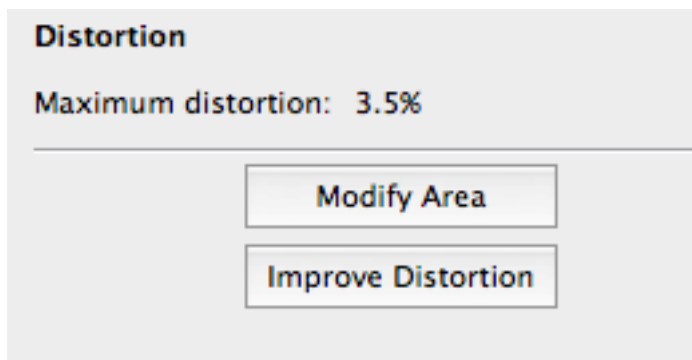 Distortion
Maximum distortion: 3.5%
Modify Area
Improve Distortion